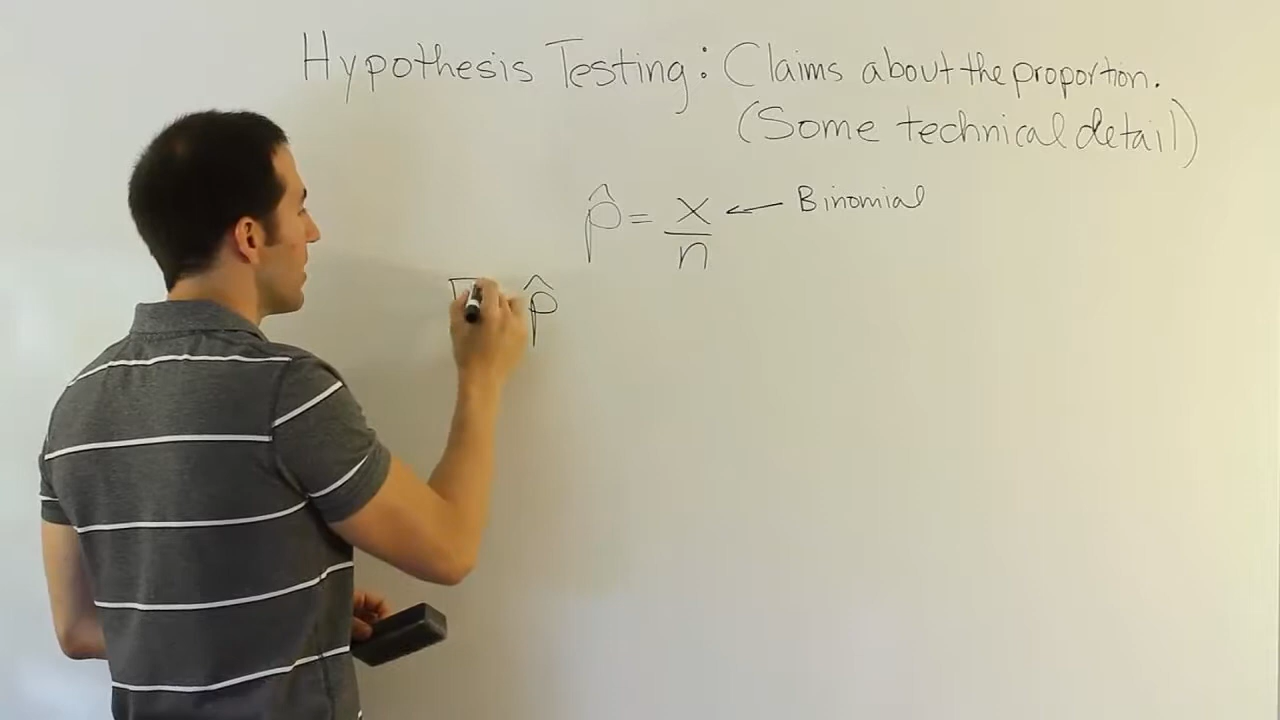 Hypothesis Testing: Claims about the proportion.
(Some technical detail)
p̂ = x/n ← Binomial
p̂